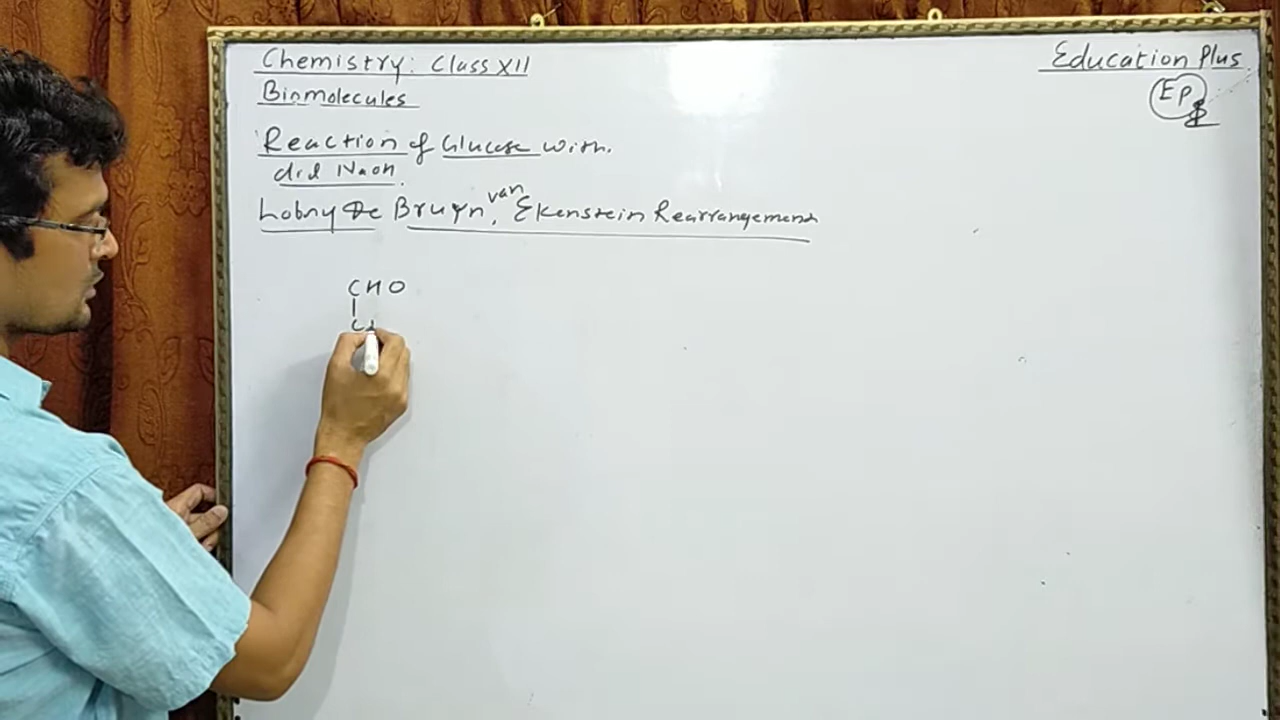 Chemistry: Class XII
Education Plus
Biomolecules
EP
Reaction of Glucose with.
dil NaOH.
Lobry De Bruyn, van Ekenstein Rearrangement
CHO
|